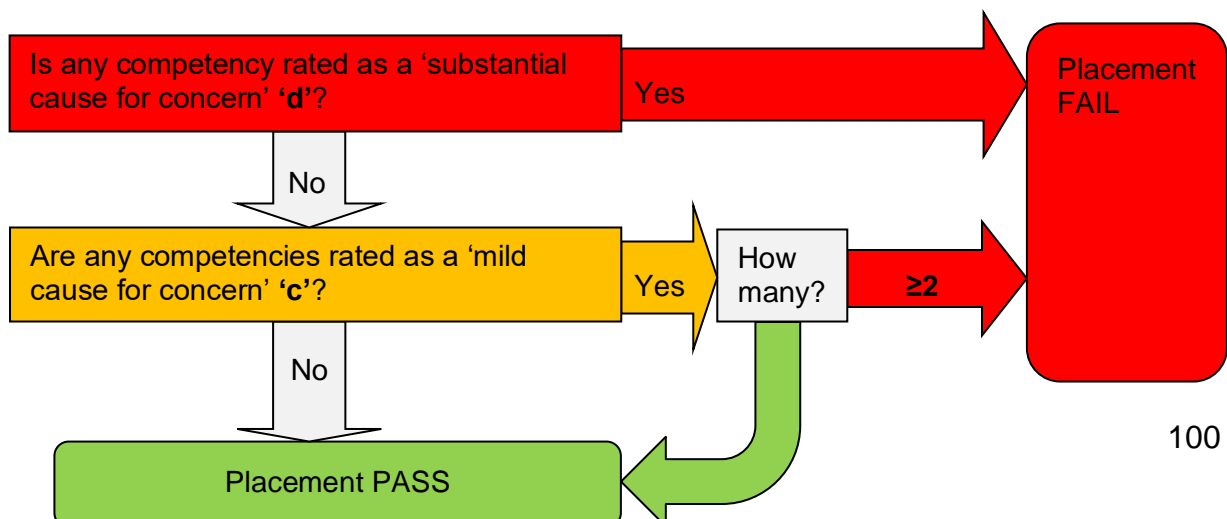 Is any competency rated as a ‘substantial
cause for concern’ ‘d’?
Yes
Placement
FAIL
No
Are any competencies rated as a ‘mild
cause for concern’ ‘c’?
Yes
How
many?
≥2
No
100
Placement PASS